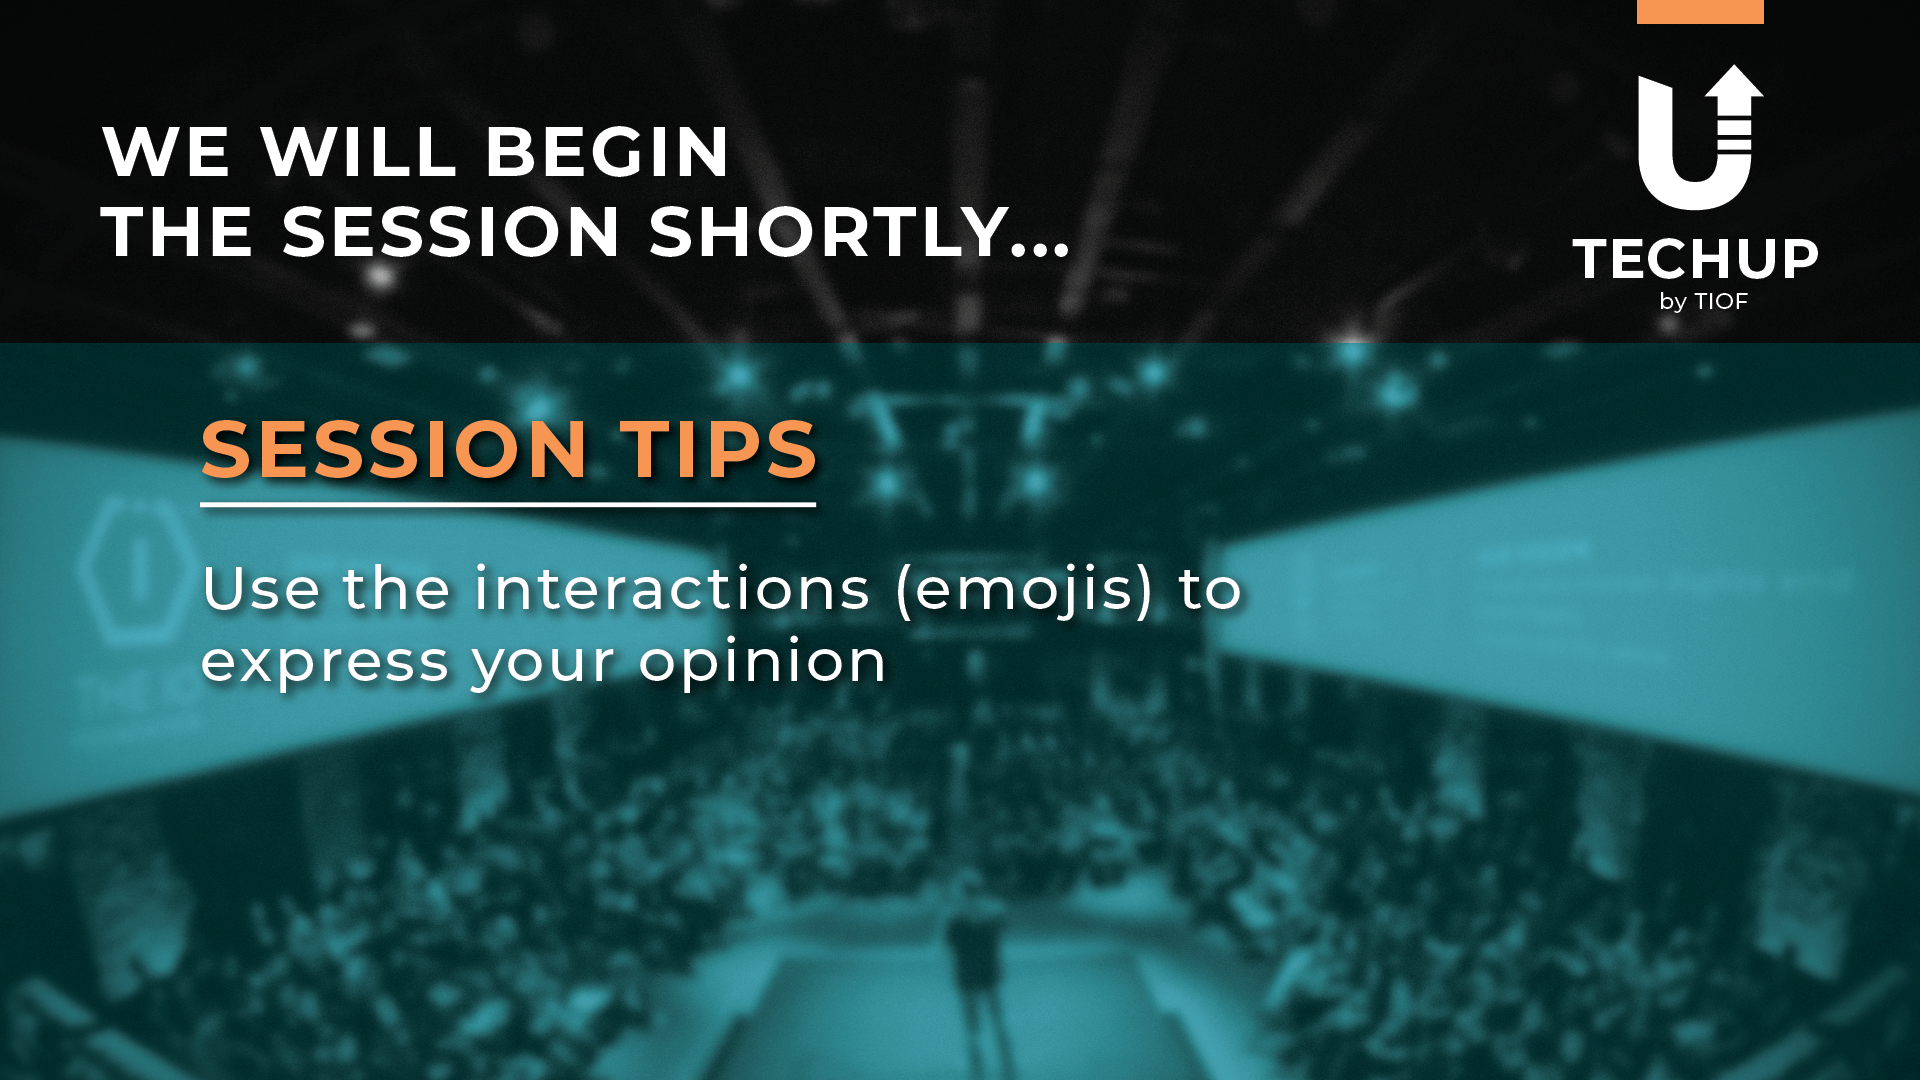 WE WILL BEGIN
THE SESSION SHORTLY...
TECHUP
by TIOF
SESSION TIPS
Use the interactions (emojis) to
express your opinion